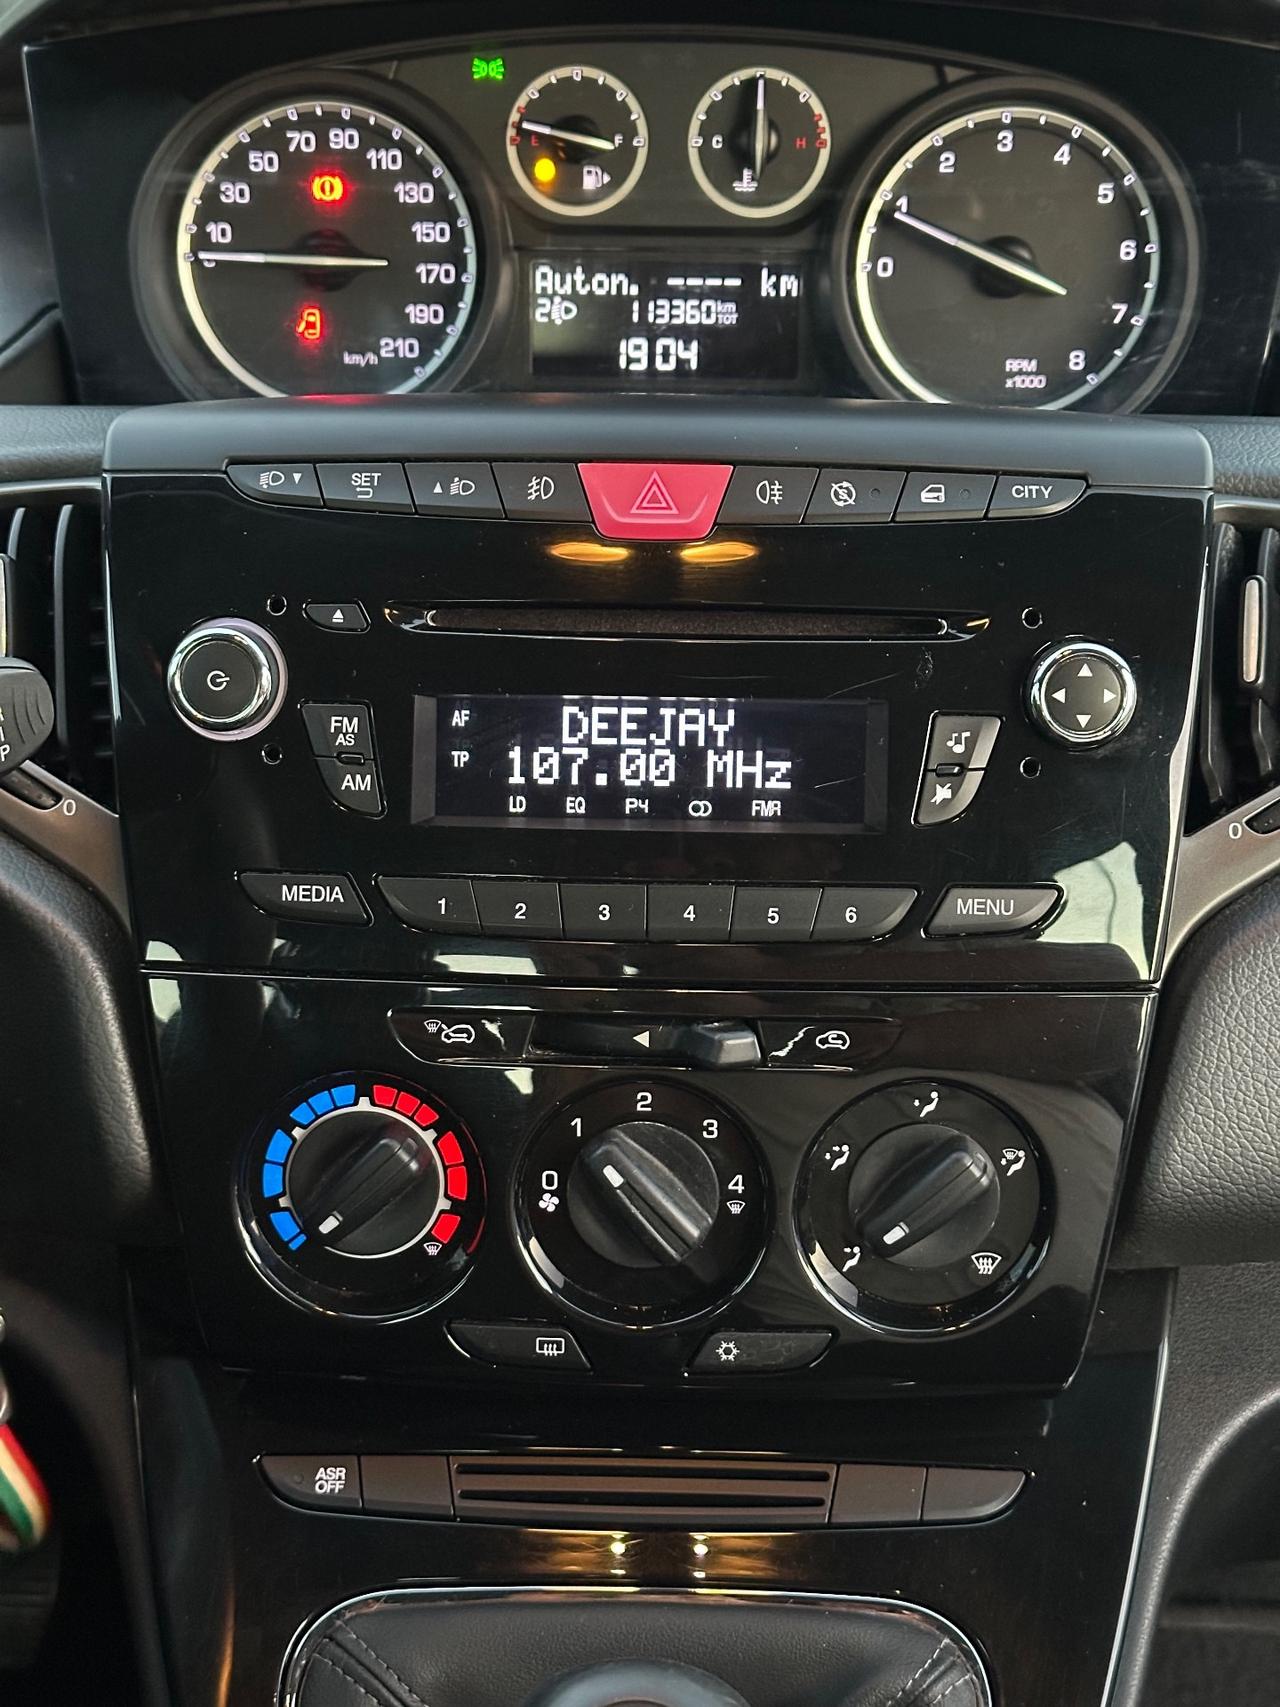 70 90
50 110
30 130
10 150
170
190
km/h 210
E F
C H
Auton. ---- km
2 113360 km TOT
19 04
3
2 4
1 5
0 6
7
8
RPM
x1000
SET
CITY
FM
AS
AM
AF
TP
DEEJAY
107.00 MHz
LD EQ P4 FMR
MEDIA 1 2 3 4 5 6 MENU
0
0
2
1 3
0 4
ASR
OFF